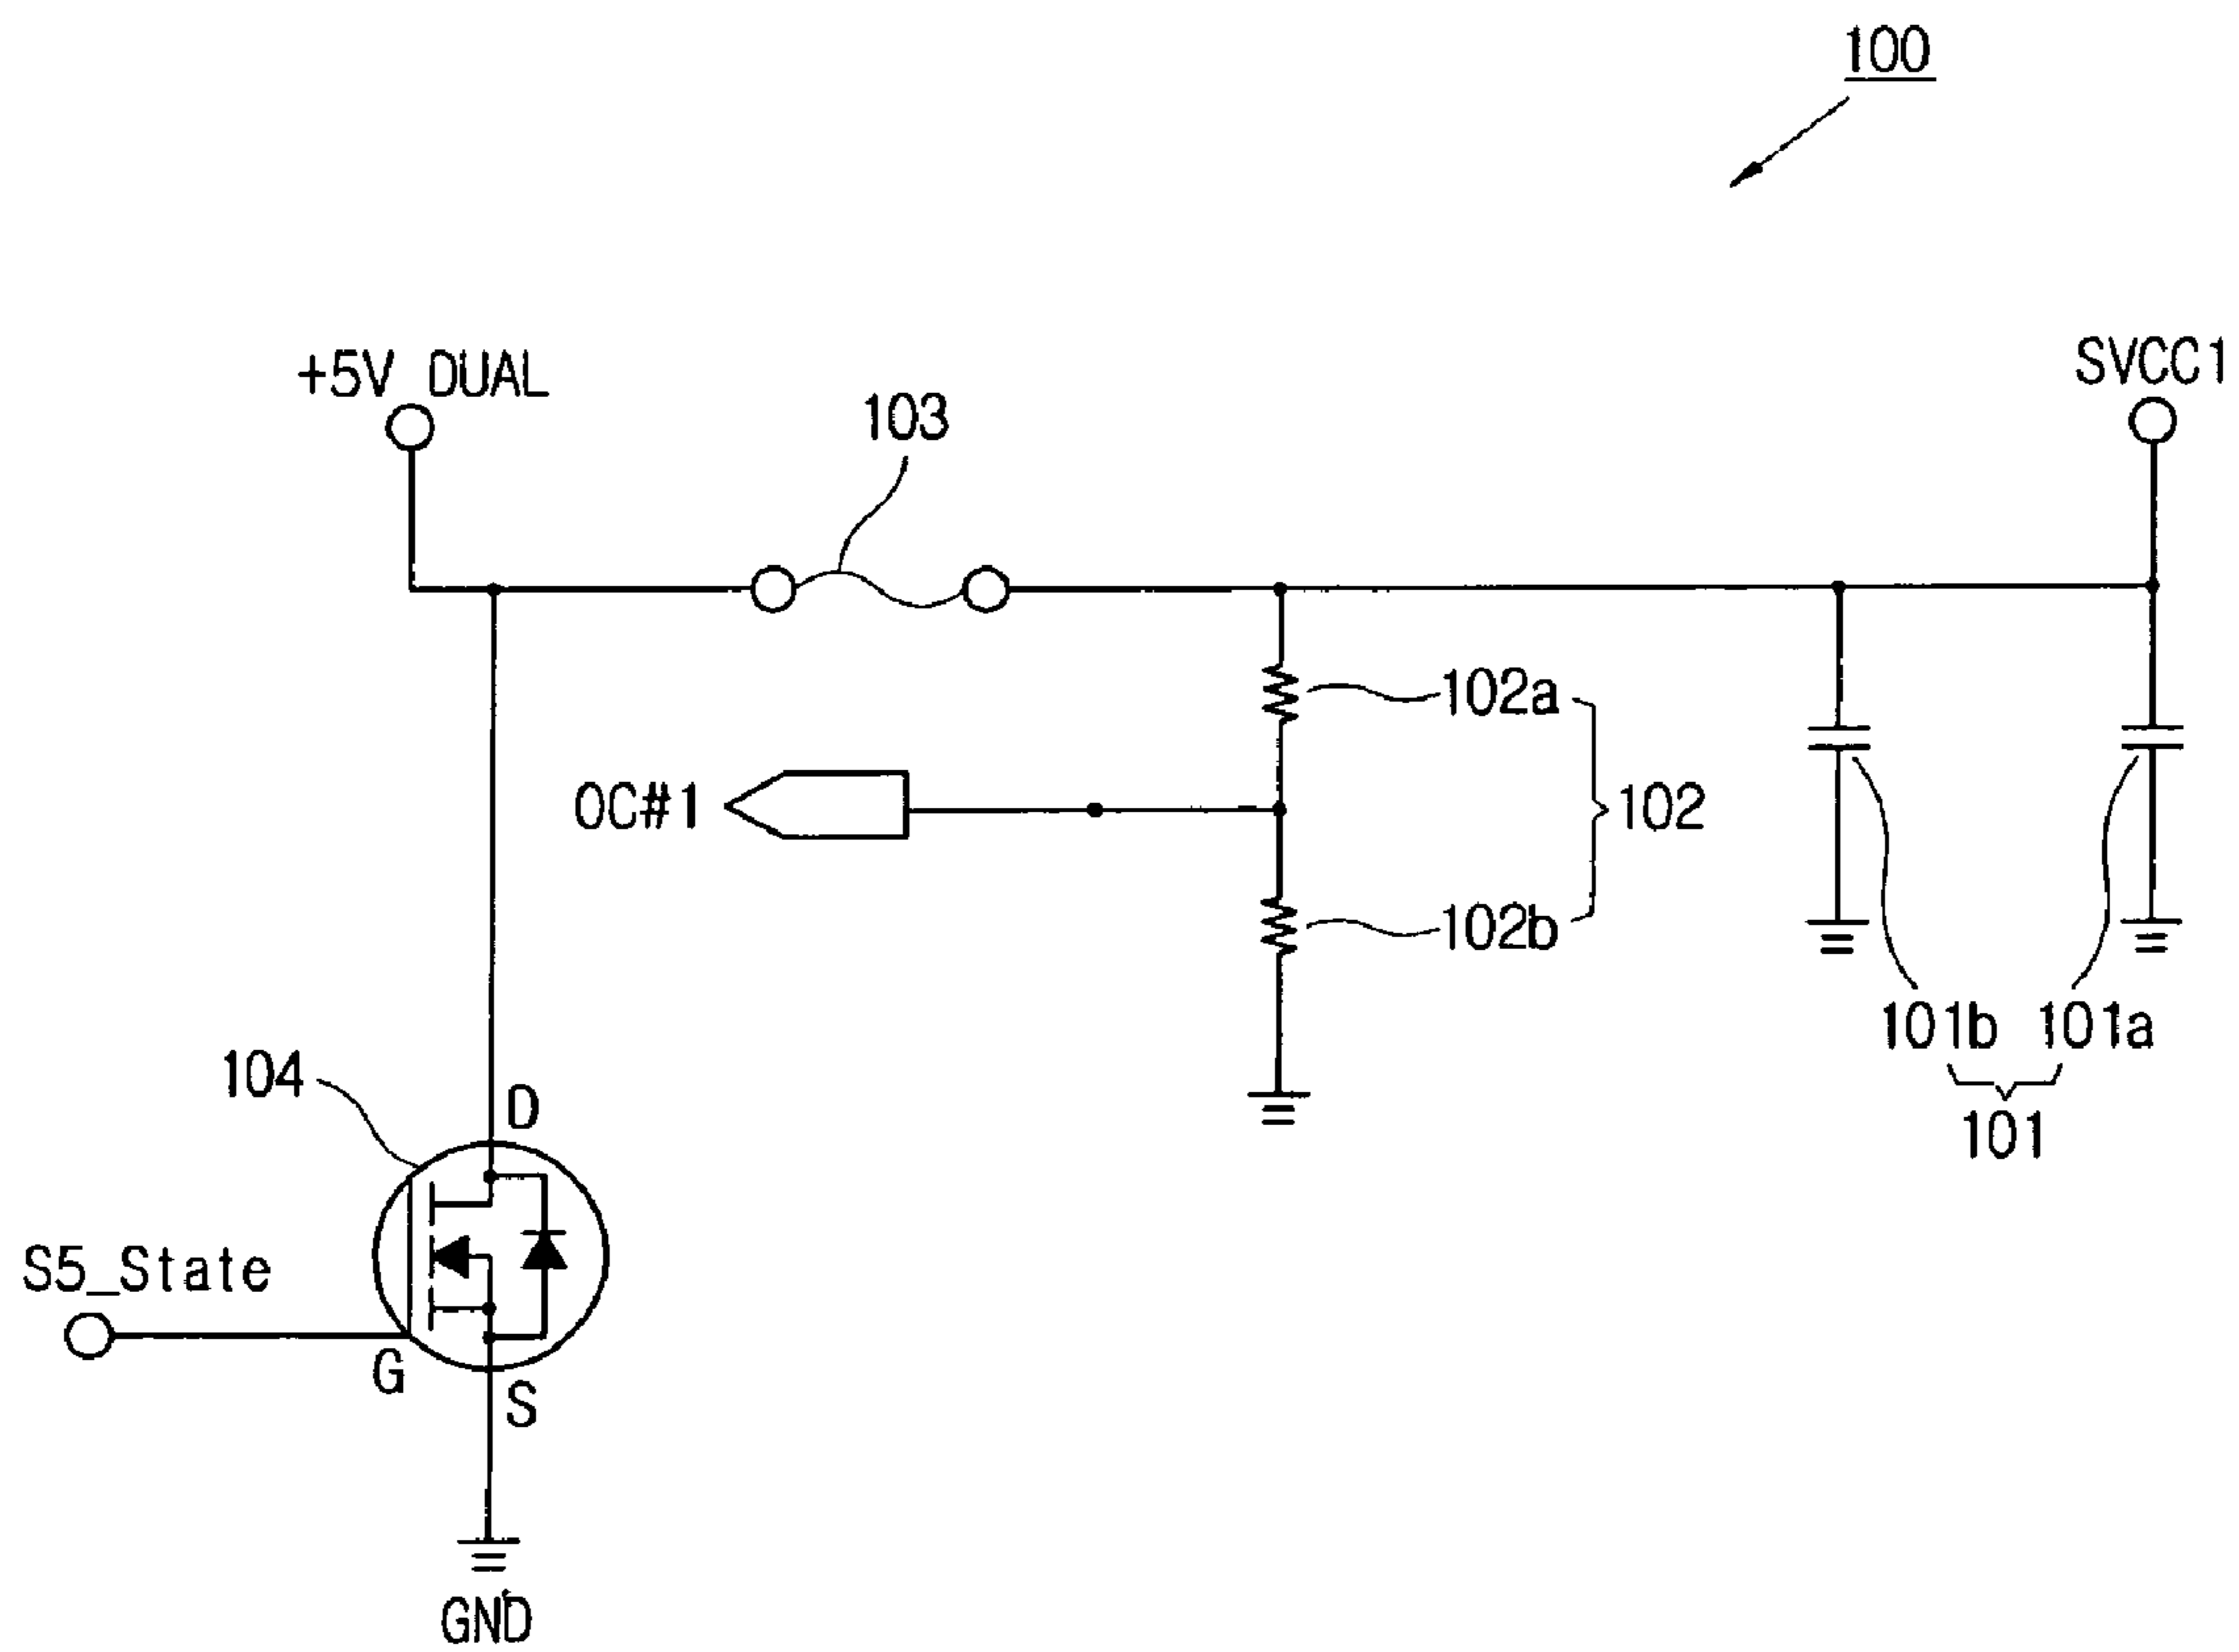 100
+5V_DUAL
103
SVCC1
102a
OC#1
102
102b
101b 101a
101
104
D
S5_State
G
S
GND